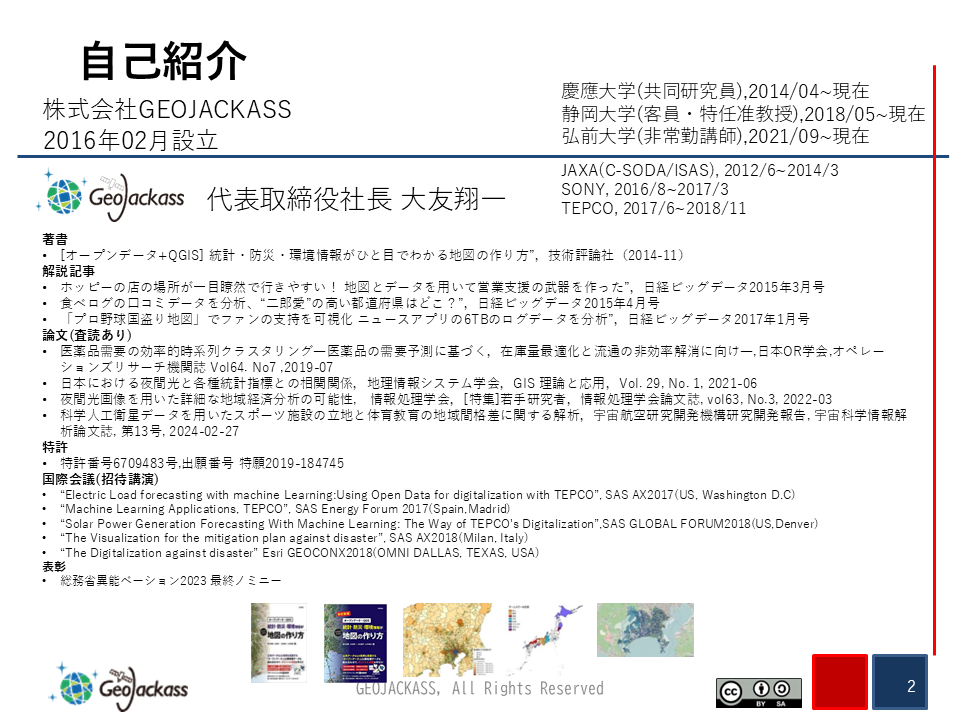 自己紹介
株式会社GEOJACKASS
2016年02月設立
慶應大学(共同研究員),2014/04~現在
静岡大学(客員・特任准教授),2018/05~現在
弘前大学(非常勤講師),2021/09~現在
GeoJackass
代表取締役社長 大友翔一
JAXA(C-SODA/ISAS), 2012/6~2014/3
SONY, 2016/8~2017/3
TEPCO, 2017/6~2018/11
著書
• [オープンデータ+QGIS] 統計・防災・環境情報がひと目でわかる地図の作り方”，技術評論社（2014-11）
解説記事
• ホッピーの店の場所が一目瞭然で行きやすい！ 地図とデータを用いて営業支援の武器を作った”，日経ビッグデータ2015年3月号
• 食べログの口コミデータを分析、“二郎愛”の高い都道府県はどこ？”，日経ビッグデータ2015年4月号
• 「プロ野球国盗り地図」でファンの支持を可視化 ニュースアプリの6TBのログデータを分析”，日経ビッグデータ2017年1月号
論文(査読あり)
• 医薬品需要の効率的時系列クラスタリング—医薬品の需要予測に基づく，在庫量最適化と流通の非効率解消に向け—,日本OR学会,オペレー
ションズリサーチ機関誌 Vol64. No7 ,2019-07
• 日本における夜間光と各種統計指標との相関関係，地理情報システム学会，GIS 理論と応用，Vol. 29, No. 1, 2021-06
• 夜間光画像を用いた詳細な地域経済分析の可能性， 情報処理学会，[特集]若手研究者，情報処理学会論文誌, vol63, No.3, 2022-03
• 科学人工衛星データを用いたスポーツ施設の立地と体育教育の地域間格差に関する解析，宇宙航空研究開発機構研究開発報告, 宇宙科学情報解
析論文誌, 第13号, 2024-02-27
特許
• 特許番号6709483号,出願番号 特願2019-184745
国際会議(招待講演)
• “Electric Load forecasting with machine Learning:Using Open Data for digitalization with TEPCO”, SAS AX2017(US, Washington D.C)
• “Machine Learning Applications, TEPCO”, SAS Energy Forum 2017(Spain,Madrid)
• “Solar Power Generation Forecasting With Machine Learning: The Way of TEPCO's Digitalization”,SAS GLOBAL FORUM2018(US,Denver)
• “The Visualization for the mitigation plan against disaster”, SAS AX2018(Milan, Italy)
• “The Digitalization against disaster” Esri GEOCONX2018(OMNI DALLAS, TEXAS, USA)
表彰
• 総務省異能ベーション2023 最終ノミニー
統計・防災・環境情報が
地図の作り方
統計・防災・環境情報が
地図の作り方
GeoJackass
GEOJACKASS, All Rights Reserved
cc
BY SA
2